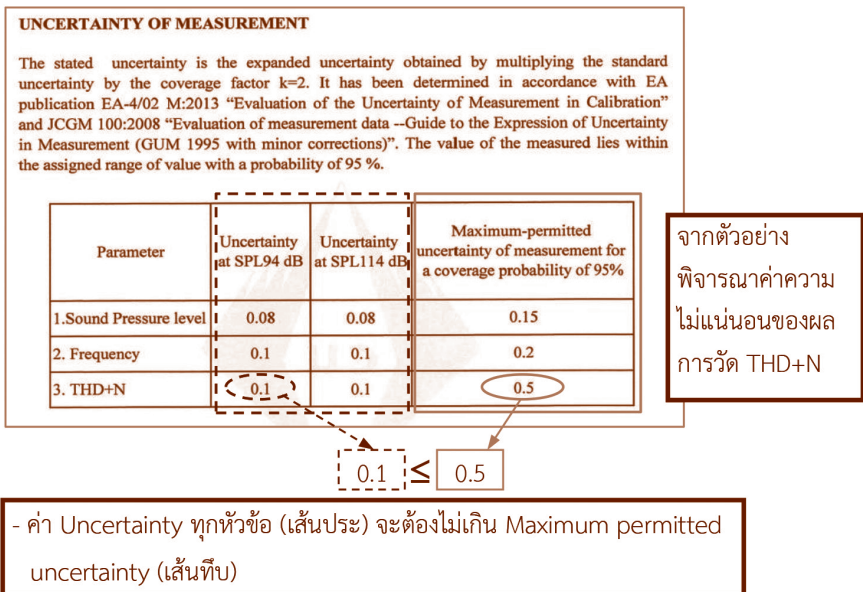 UNCERTAINTY OF MEASUREMENT
The stated uncertainty is the expanded uncertainty obtained by multiplying the standard
uncertainty by the coverage factor k=2. It has been determined in accordance with EA
publication EA-4/02 M:2013 “Evaluation of the Uncertainty of Measurement in Calibration”
and JCGM 100:2008 “Evaluation of measurement data --Guide to the Expression of Uncertainty
in Measurement (GUM 1995 with minor corrections)”. The value of the measured lies within
the assigned range of value with a probability of 95 %.
Parameter
Uncertainty
at SPL94 dB
Uncertainty
at SPL114 dB
Maximum-permitted
uncertainty of measurement for
a coverage probability of 95%
1.Sound Pressure level 0.08 0.08 0.15
2. Frequency 0.1 0.1 0.2
3. THD+N 0.1 0.1 0.5
จากตัวอย่าง
พิจารณาค่าความ
ไม่แน่นอนของผล
การวัด THD+N
0.1 ≤ 0.5
- ค่า Uncertainty ทุกหัวข้อ (เส้นประ) จะต้องไม่เกิน Maximum permitted
uncertainty (เส้นทึบ)